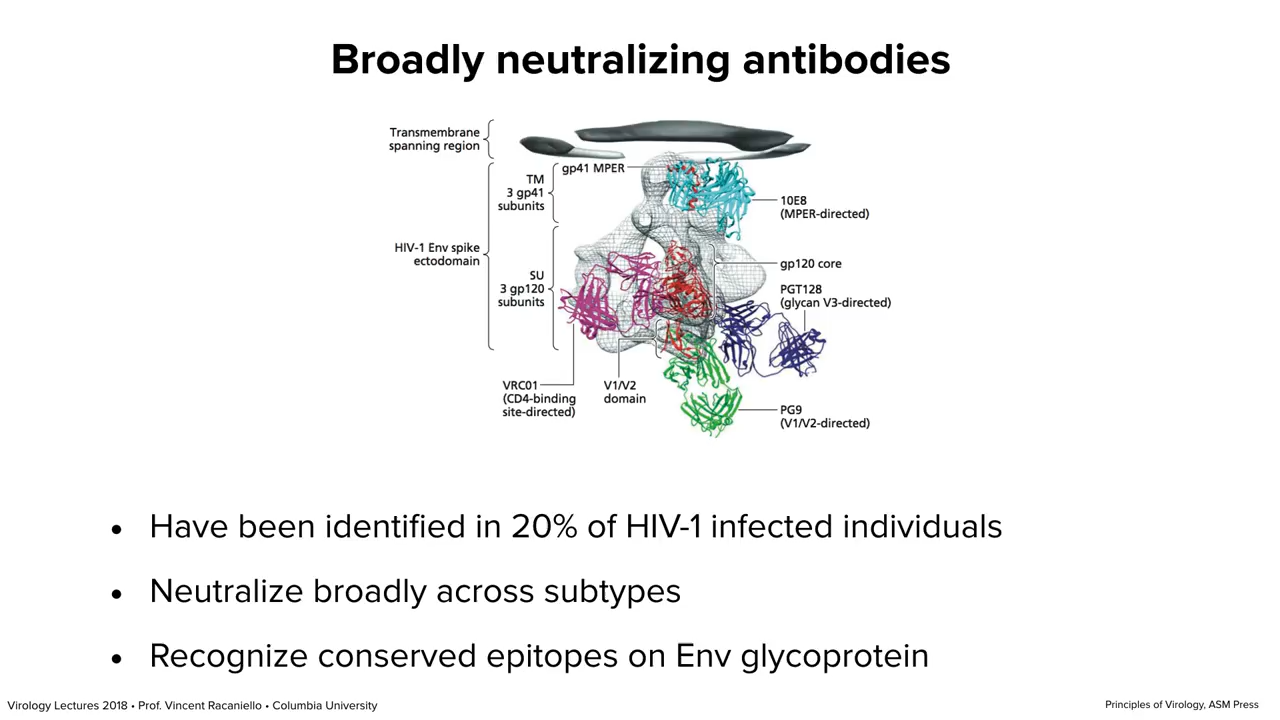 Broadly neutralizing antibodies
Transmembrane
spanning region
gp41 MPER
TM
3 gp41
subunits
10E8
(MPER-directed)
HIV-1 Env spike
ectodomain
gp120 core
SU
3 gp120
subunits
PGT128
(glycan V3-directed)
VRC01
(CD4-binding
site-directed)
V1/V2
domain
PG9
(V1/V2-directed)
• Have been identified in 20% of HIV-1 infected individuals
• Neutralize broadly across subtypes
• Recognize conserved epitopes on Env glycoprotein
Virology Lectures 2018 • Prof. Vincent Racaniello • Columbia University
Principles of Virology, ASM Press